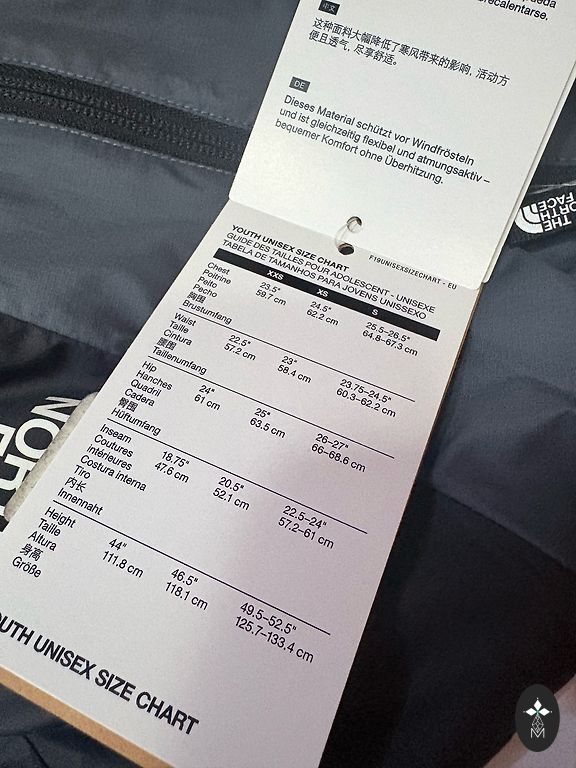 recalentarse.
中文
这种面料大幅降低了寒风带来的影响, 活动方
便且透气, 尽享舒适。
DE
Dieses Material schützt vor Windfrösteln
und ist gleichzeitig flexibel und atmungsaktiv –
bequemer Komfort ohne Überhitzung.
THE
NORTH
FACE
YOUTH UNISEX SIZE CHART
F19UNISEXSIZECHART - EU
GUIDE DES TAILLES POUR ADOLESCENT - UNISEXE
TABELA DE TAMANHOS PARA JOVENS UNISSEXO
XXS XS S
Chest 23.5" 24.5" 25.5–26.5"
Poitrine 59.7 cm 62.2 cm 64.8–67.3 cm
Peito
Pecho
胸围
Brustumfang
Waist 22.5" 23" 23.75–24.5"
Taille 57.2 cm 58.4 cm 60.3–62.2 cm
Cintura
腰围
Taillenumfang
Hip 24" 25" 26–27"
Hanches 61 cm 63.5 cm 66–68.6 cm
Quadril
Cadera
臀围
Hüftumfang
Inseam 18.75" 20.5" 22.5–24"
Coutures 47.6 cm 52.1 cm 57.2–61 cm
intérieures
Costura interna
Tiro
内长
Innennaht
Height 44" 46.5" 49.5–52.5"
Taille 111.8 cm 118.1 cm 125.7–133.4 cm
Altura
身高
Größe
UNISEX SIZE CHART